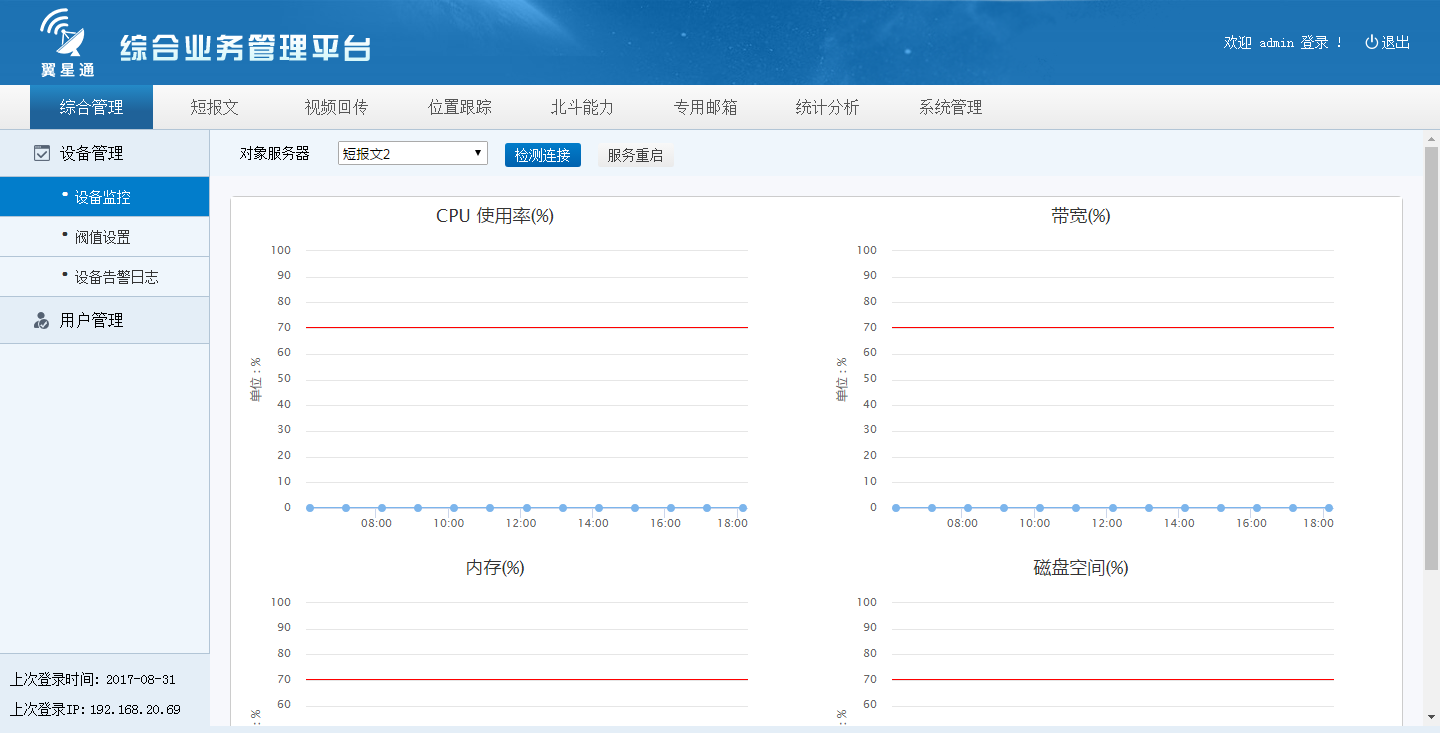 翼星通
综合业务管理平台
欢迎 admin 登录 ! 退出
综合管理 短报文 视频回传 位置跟踪 北斗能力 专用邮箱 统计分析 系统管理
设备管理
设备监控
阀值设置
设备告警日志
用户管理
上次登录时间: 2017-08-31
上次登录IP: 192.168.20.69
对象服务器 短报文2 检测连接 服务重启
CPU 使用率(%)
100
90
80
70
60
50
40
30
20
10
0
单位：%
08:00 10:00 12:00 14:00 16:00 18:00
带宽(%)
100
90
80
70
60
50
40
30
20
10
0
单位：%
08:00 10:00 12:00 14:00 16:00 18:00
内存(%)
100
90
80
70
60
: %
磁盘空间(%)
100
90
80
70
60
: %